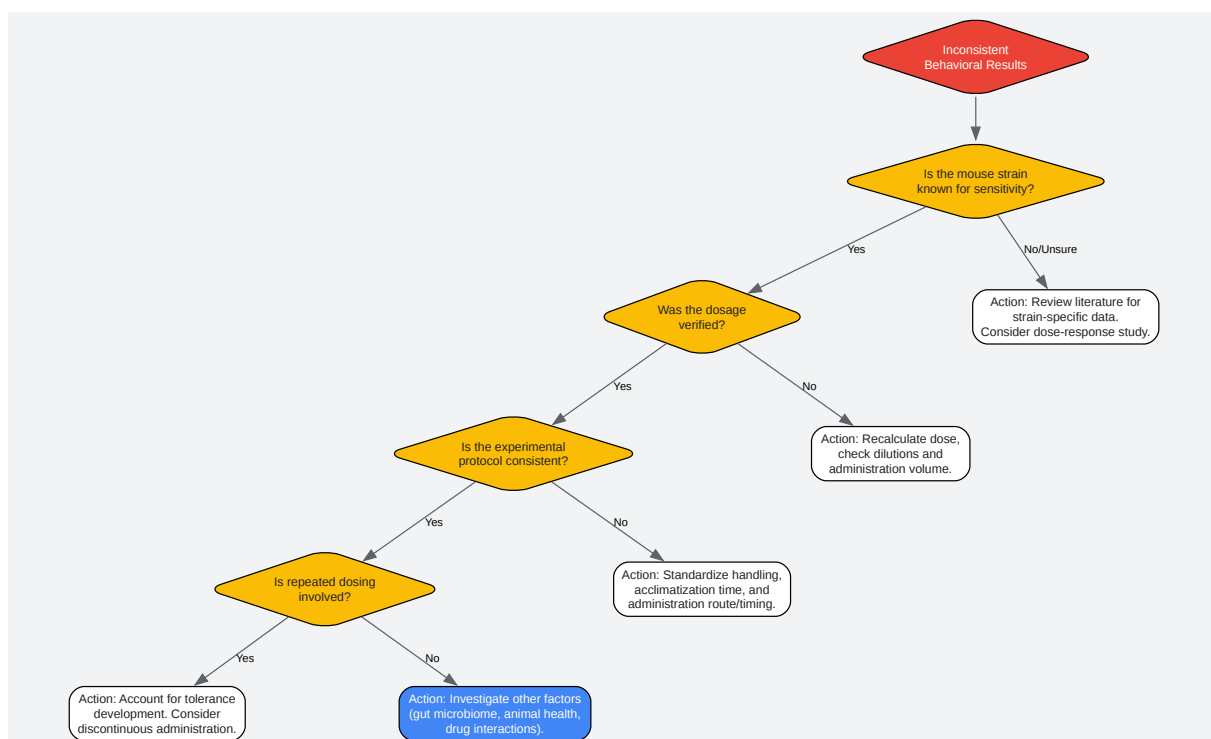 Inconsistent
Behavioral Results
Is the mouse strain
known for sensitivity?
Yes
No/Unsure
Was the dosage
verified?
Action: Review literature for
strain-specific data.
Consider dose-response study.
Yes
No
Is the experimental
protocol consistent?
Action: Recalculate dose,
check dilutions and
administration volume.
Yes
No
Is repeated dosing
involved?
Action: Standardize handling,
acclimatization time, and
administration route/timing.
Yes
No
Action: Account for tolerance
development. Consider
discontinuous administration.
Action: Investigate other factors
(gut microbiome, animal health,
drug interactions).